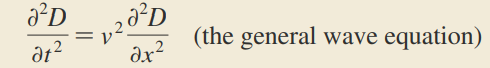 ∂²D/∂t² = v² ∂²D/∂x² (the general wave equation)